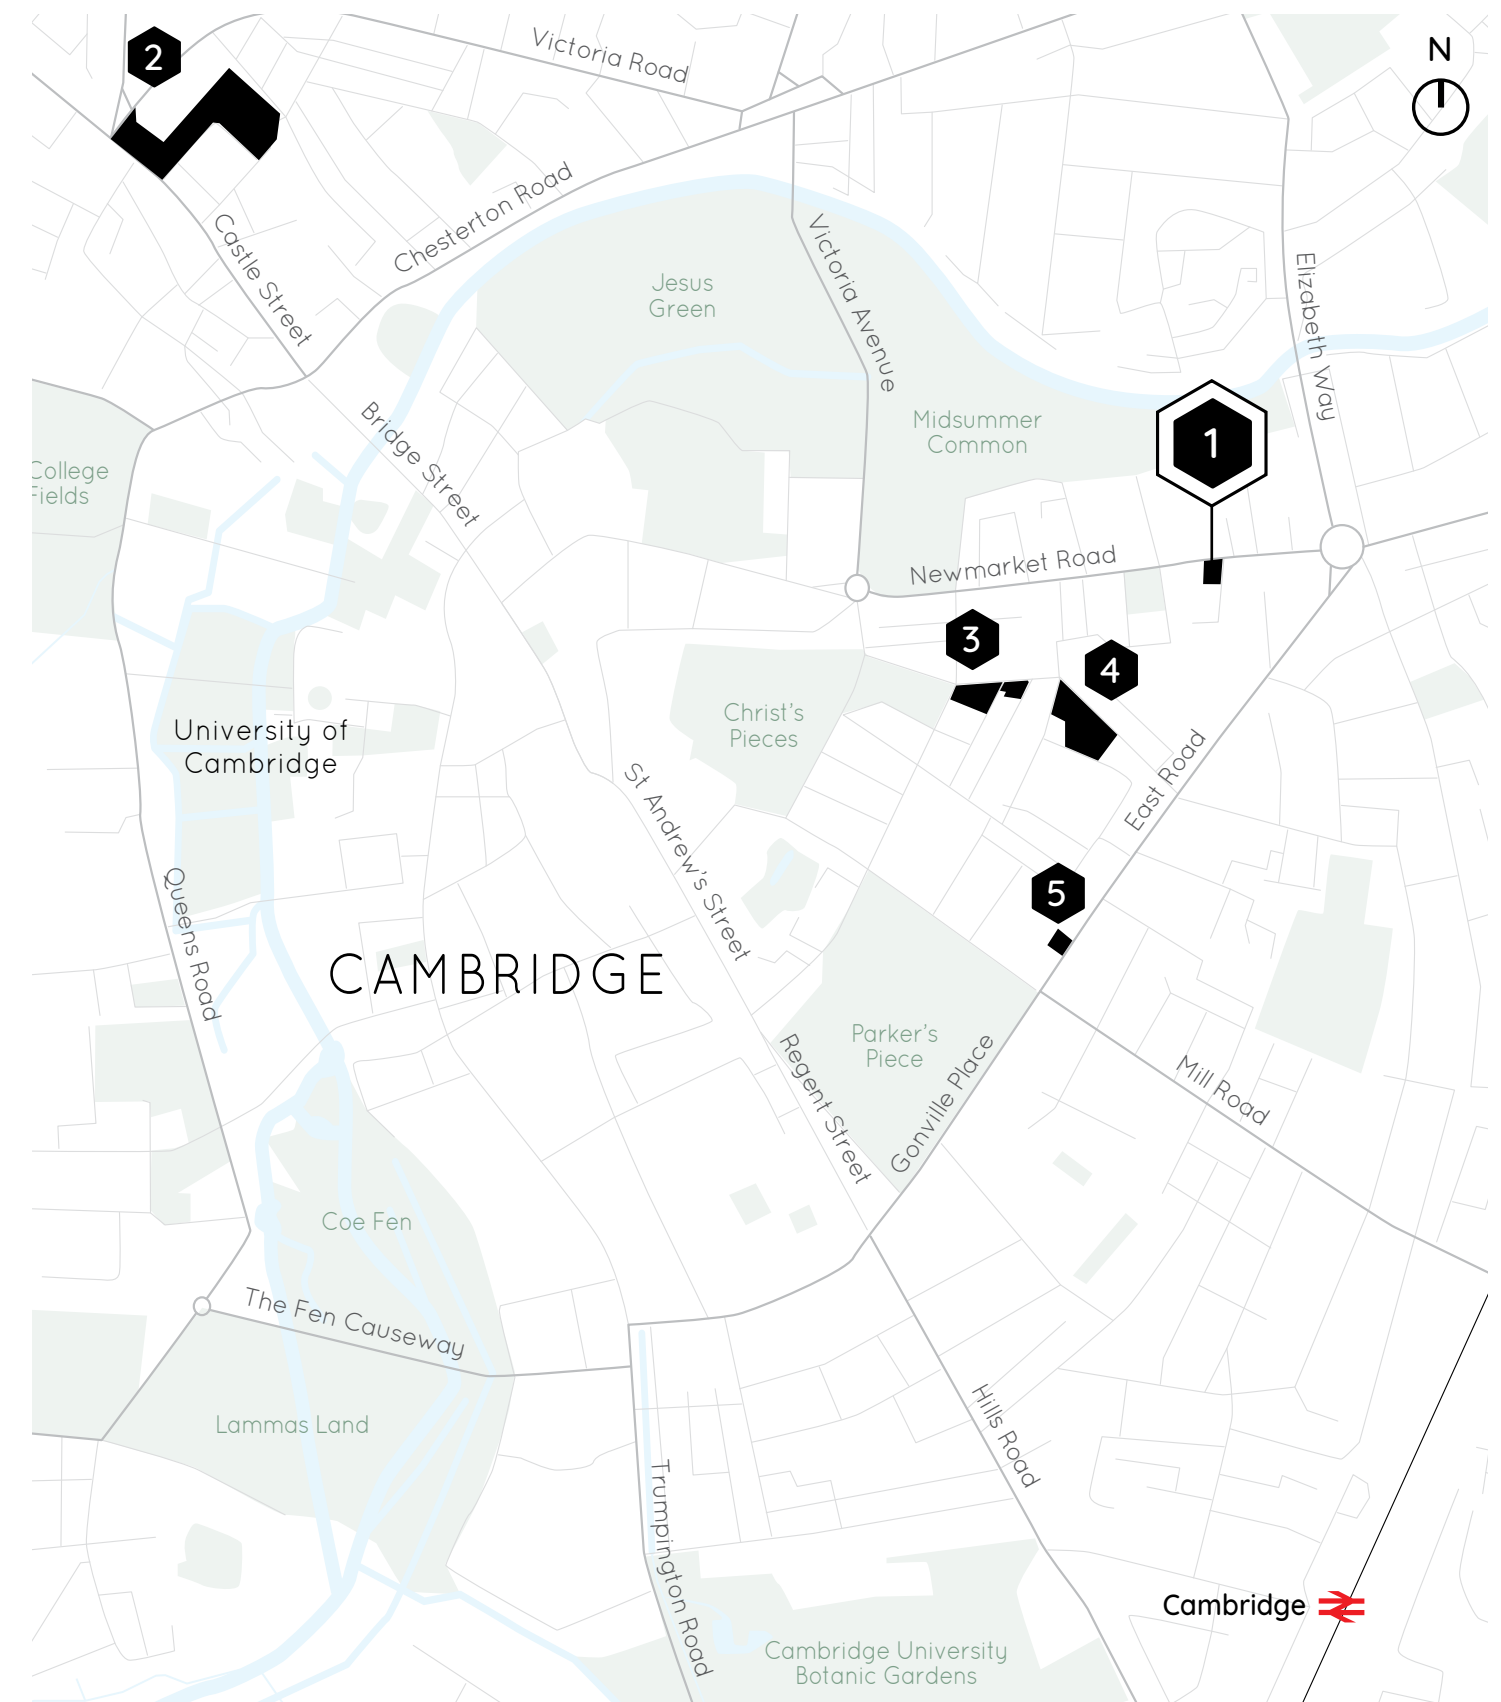 2
Victoria Road
N
Castle Street
Chesterton Road
Jesus
Green
Victoria Avenue
Elizabeth Way
Bridge Street
Midsummer
Common
1
College
Fields
Newmarket Road
3
4
University of
Cambridge
Christ's
Pieces
St Andrew's Street
East Road
5
Queens Road
CAMBRIDGE
Parker's
Piece
Regent Street
Gonville Place
Mill Road
Coe Fen
The Fen Causeway
Lammas Land
Hills Road
Trumpington Road
Cambridge
Cambridge University
Botanic Gardens